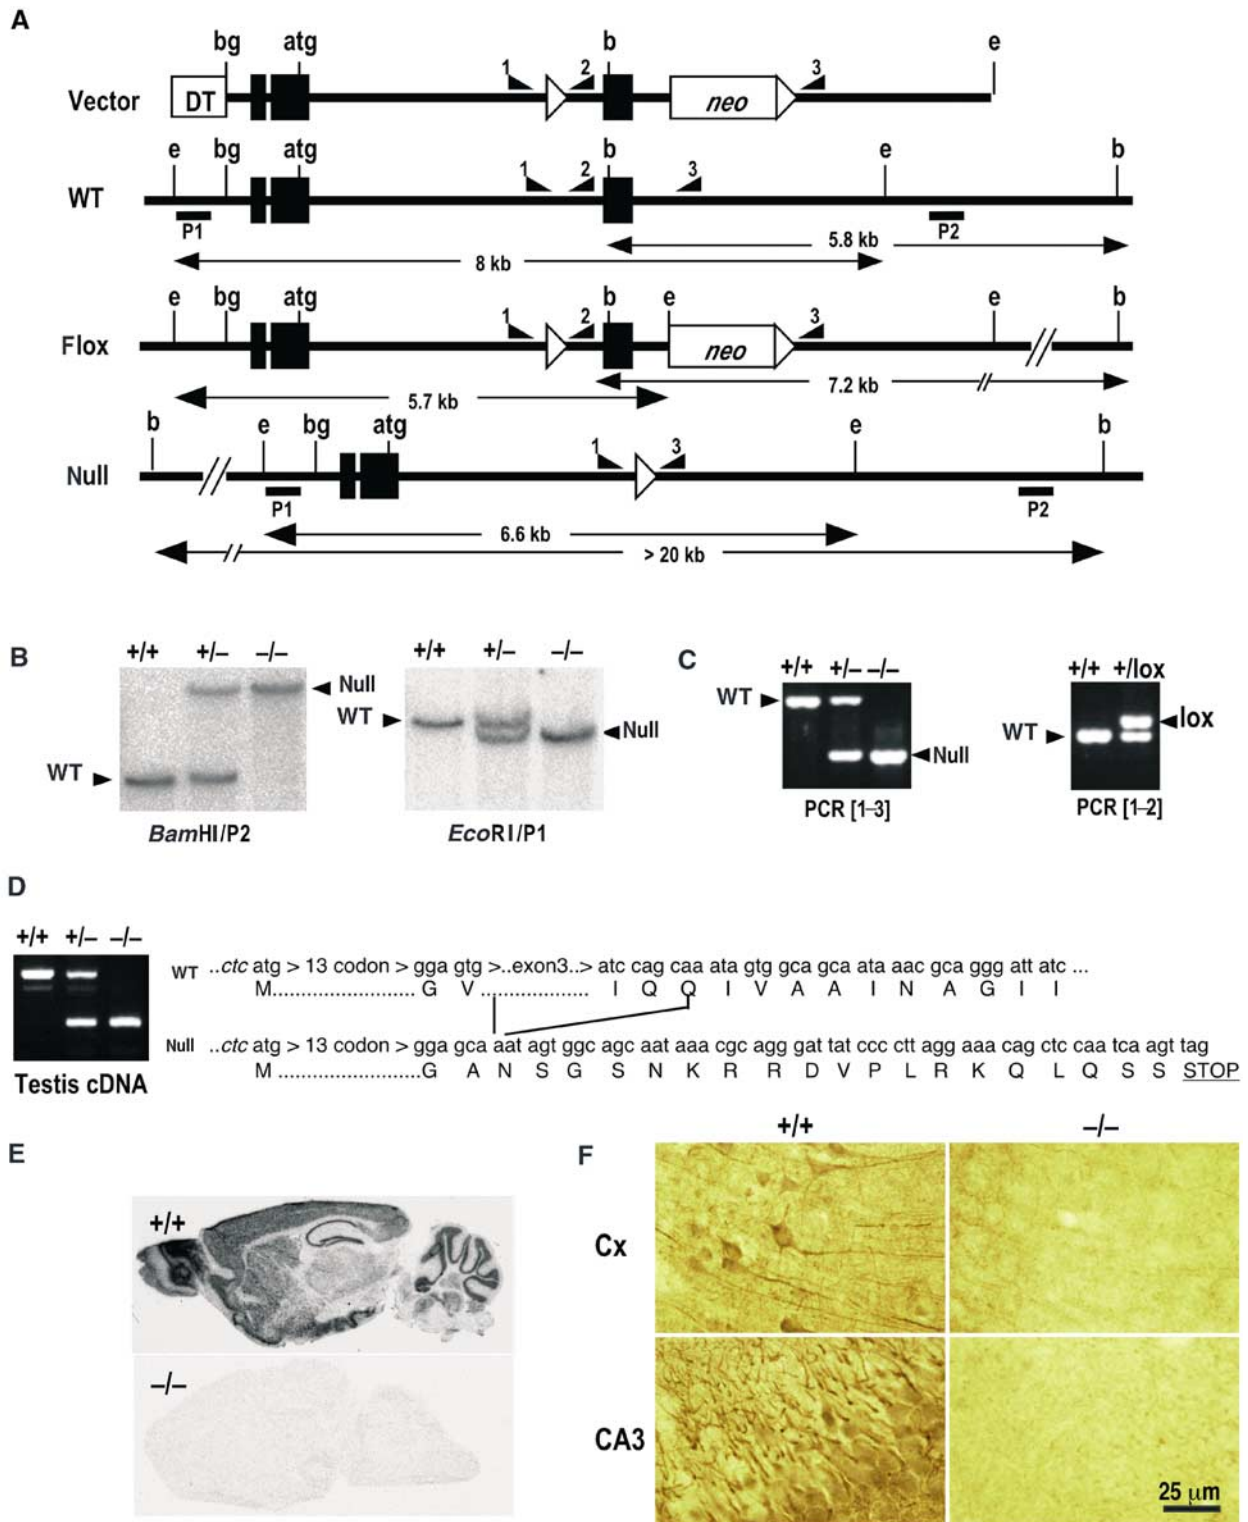 A
bg atg b e
1 2 3
Vector DT neo
e bg atg b e b
1 2 3
WT
P1 P2
5.8 kb
8 kb
e bg atg b e e b
1 2 3
Flox neo
7.2 kb
5.7 kb
b e bg atg e b
1 3
Null
P1 P2
6.6 kb
> 20 kb
B
+/+ +/– –/–
Null
WT
BamHI/P2
+/+ +/– –/–
WT
Null
EcoRI/P1
C
+/+ +/– –/–
WT
Null
PCR [1–3]
+/+ +/lox
lox
WT
PCR [1–2]
D
+/+ +/– –/–
Testis cDNA
WT ..ctc atg > 13 codon > gga gtg >..exon3..> atc cag caa ata gtg gca gca ata aac gca ggg att atc ...
M....................... G V .................. I Q Q I V A A I N A G I I
Null ..ctc atg > 13 codon > gga gca aat agt ggc agc aat aaa cgc agg gat tat ccc ctt agg aaa cag ctc caa tca agt tag
M .......................G A N S G S N K R R D V P L R K Q L Q S S STOP
E
+/+
–/–
F
+/+ –/–
Cx
CA3
25 µm